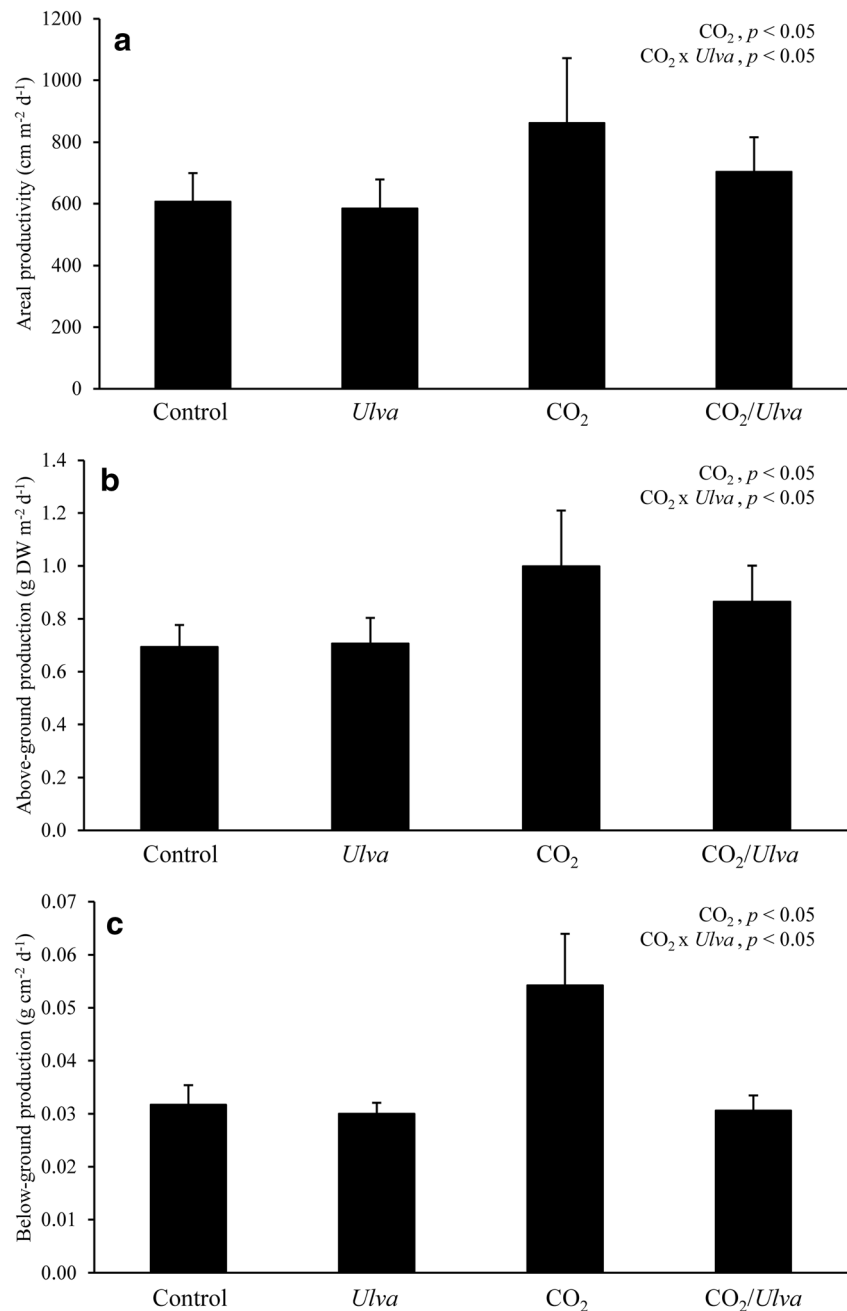 a
CO₂, p < 0.05
CO₂ x Ulva, p < 0.05
Areal productivity (cm m⁻² d⁻¹)
1200
1000
800
600
400
200
0
Control Ulva CO₂ CO₂/Ulva
b
CO₂, p < 0.05
CO₂ x Ulva, p < 0.05
Above-ground production (g DW m⁻² d⁻¹)
1.4
1.2
1.0
0.8
0.6
0.4
0.2
0.0
Control Ulva CO₂ CO₂/Ulva
c
CO₂, p < 0.05
CO₂ x Ulva, p < 0.05
Below-ground production (g cm⁻² d⁻¹)
0.07
0.06
0.05
0.04
0.03
0.02
0.01
0.00
Control Ulva CO₂ CO₂/Ulva